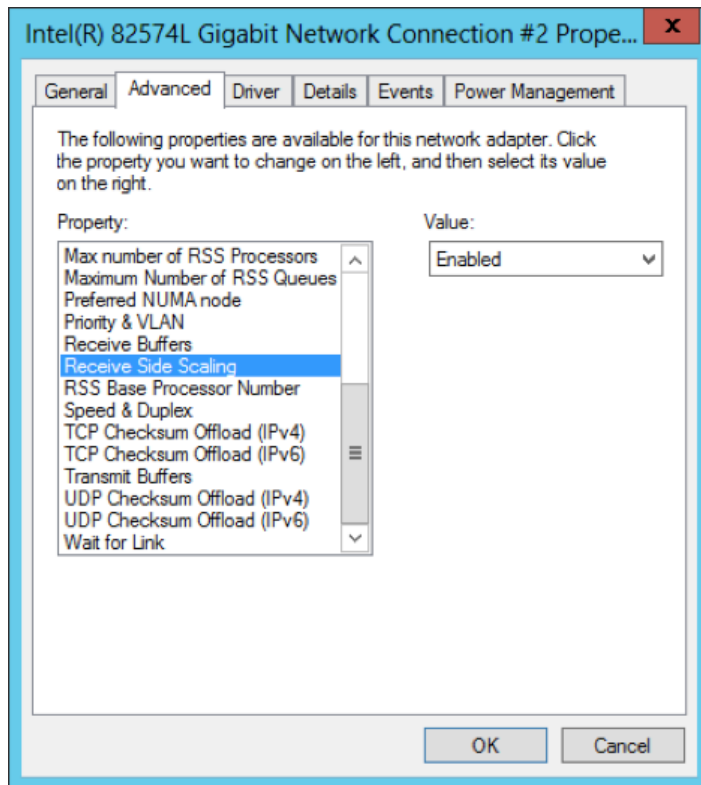 Intel(R) 82574L Gigabit Network Connection #2 Prope... x
General Advanced Driver Details Events Power Management
The following properties are available for this network adapter. Click
the property you want to change on the left, and then select its value
on the right.
Property: Value:
Max number of RSS Processors Enabled
Maximum Number of RSS Queues
Preferred NUMA node
Priority & VLAN
Receive Buffers
Receive Side Scaling
RSS Base Processor Number
Speed & Duplex
TCP Checksum Offload (IPv4)
TCP Checksum Offload (IPv6)
Transmit Buffers
UDP Checksum Offload (IPv4)
UDP Checksum Offload (IPv6)
Wait for Link
OK Cancel